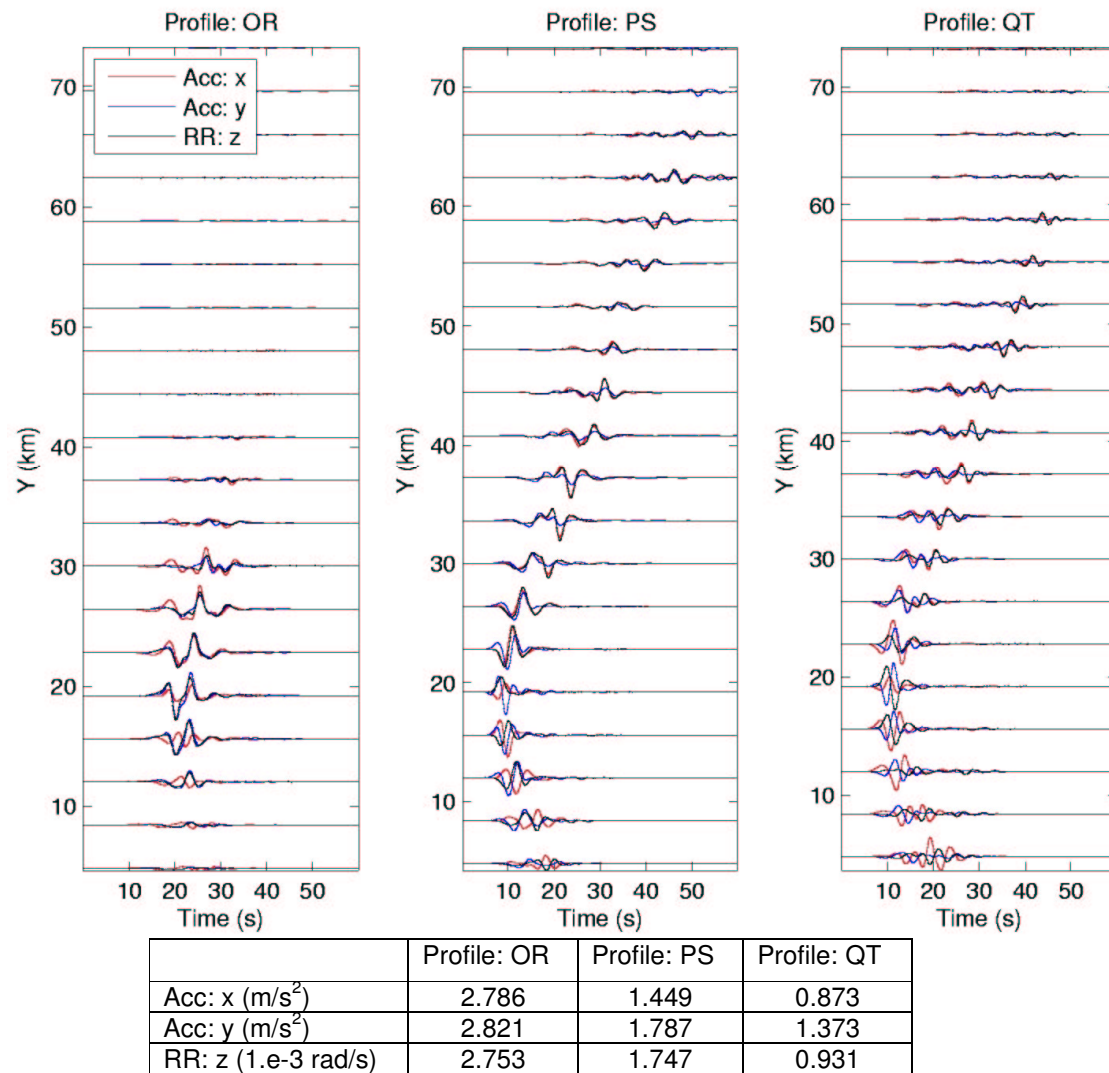 Profile: OR
Profile: PS
Profile: QT
Acc: x
Acc: y
RR: z
Y (km)
70
60
50
40
30
20
10
10 20 30 40 50
Time (s)
Y (km)
70
60
50
40
30
20
10
10 20 30 40 50
Time (s)
Y (km)
70
60
50
40
30
20
10
10 20 30 40 50
Time (s)
Profile: OR Profile: PS Profile: QT
Acc: x (m/s²) 2.786 1.449 0.873
Acc: y (m/s²) 2.821 1.787 1.373
RR: z (1.e-3 rad/s) 2.753 1.747 0.931